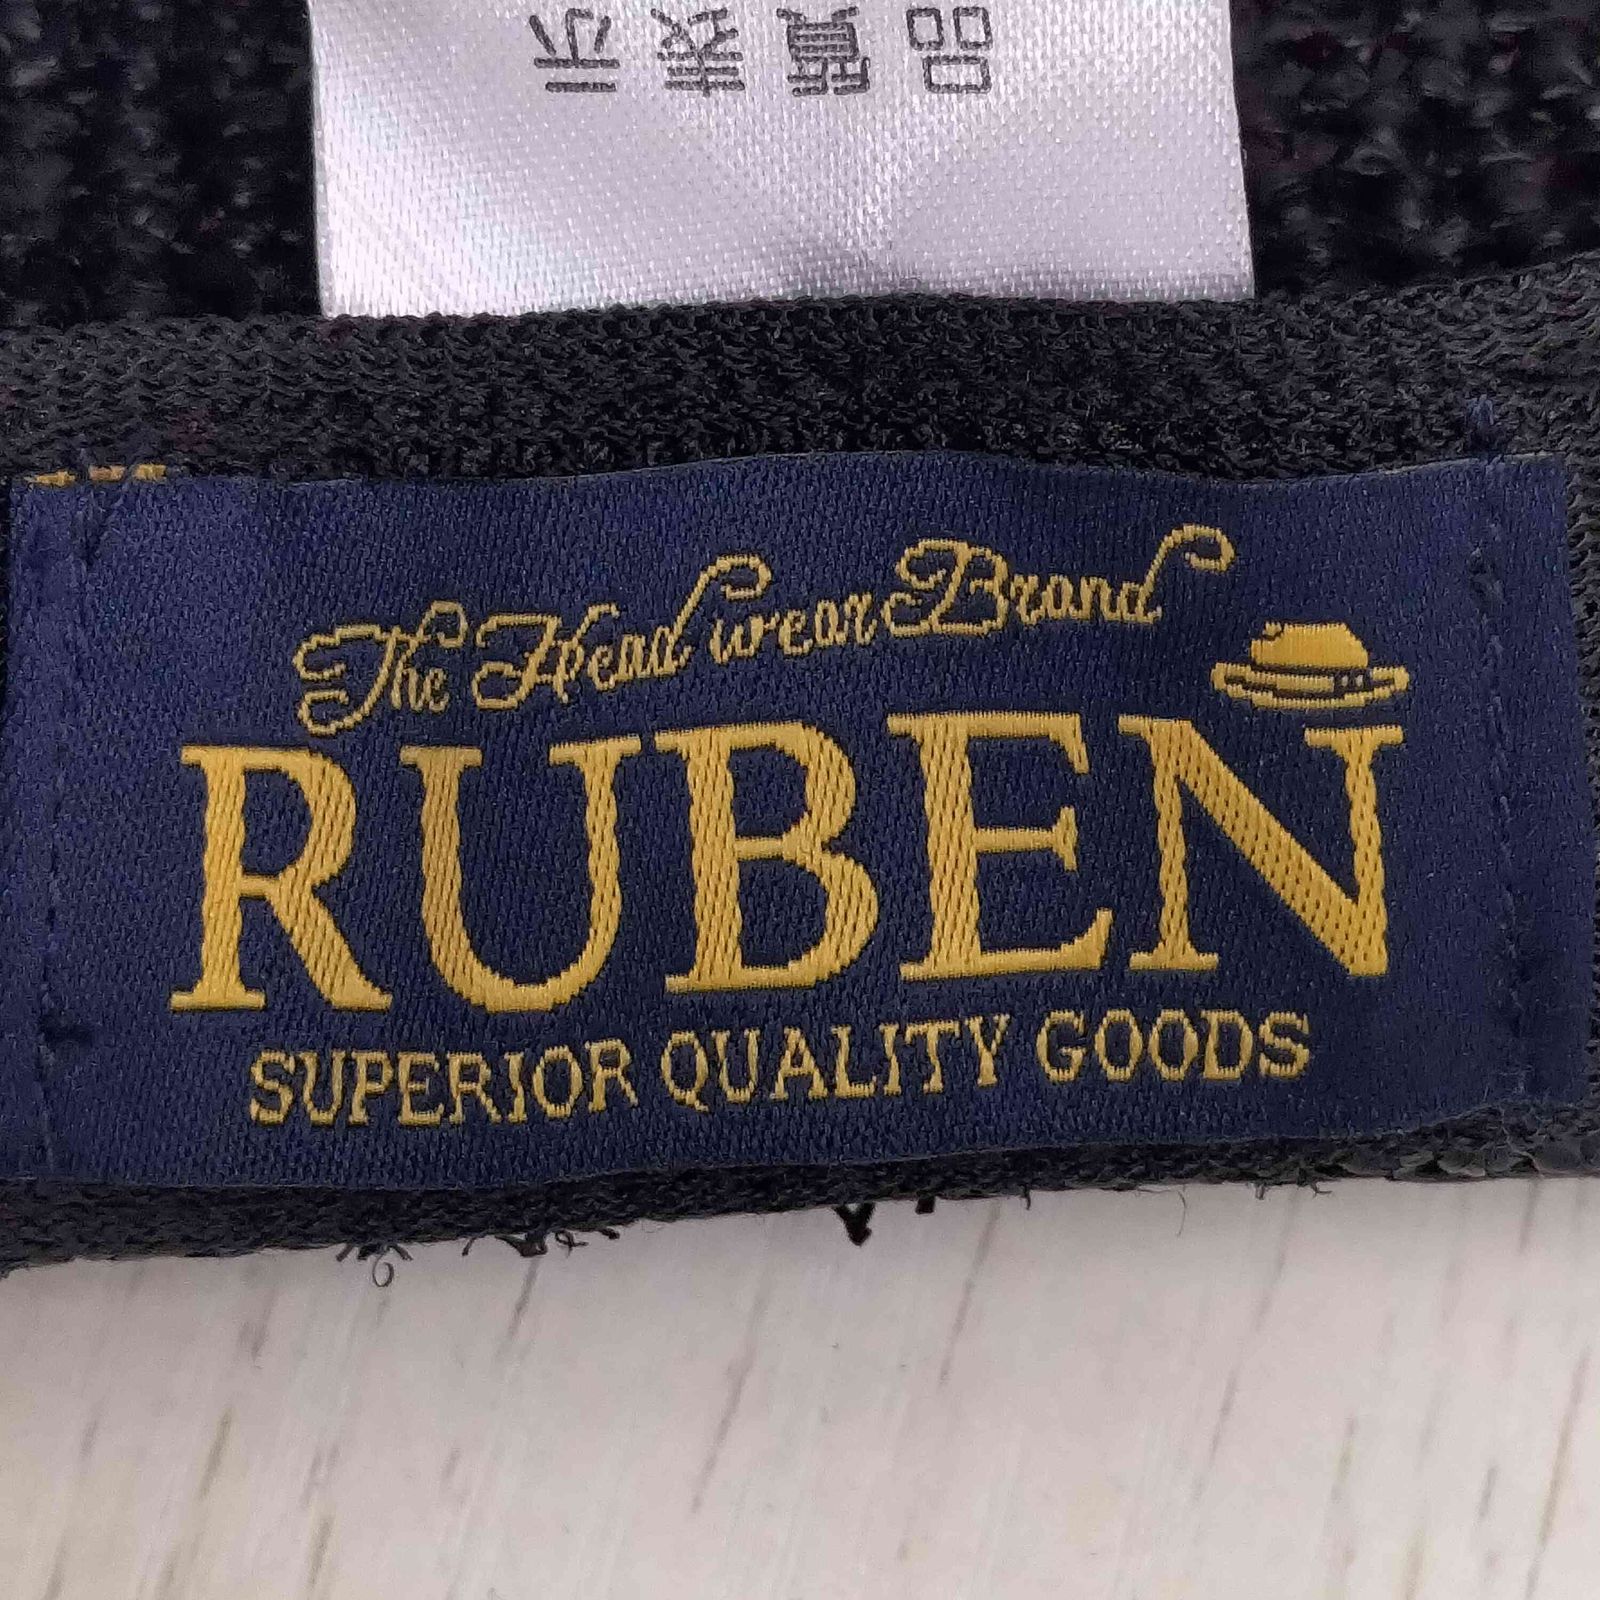 品質表示
The Head wear Brand
RUBEN
SUPERIOR QUALITY GOODS